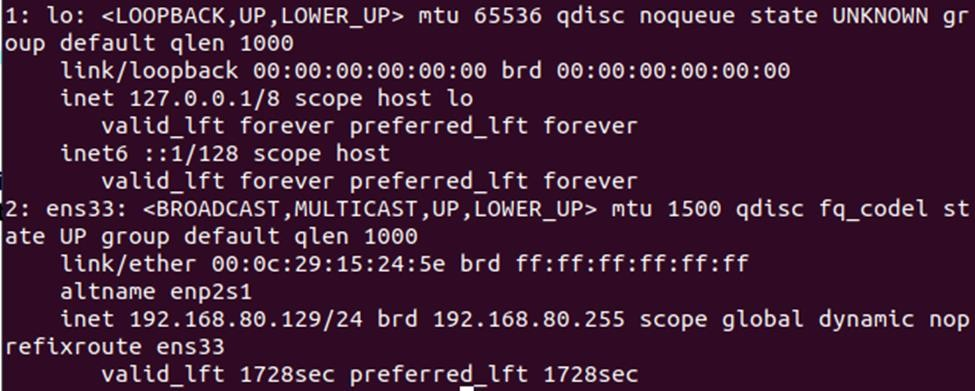 1: lo: <LOOPBACK,UP,LOWER_UP> mtu 65536 qdisc noqueue state UNKNOWN gr
oup default qlen 1000
    link/loopback 00:00:00:00:00:00 brd 00:00:00:00:00:00
    inet 127.0.0.1/8 scope host lo
       valid_lft forever preferred_lft forever
    inet6 ::1/128 scope host
       valid_lft forever preferred_lft forever
2: ens33: <BROADCAST,MULTICAST,UP,LOWER_UP> mtu 1500 qdisc fq_codel st
ate UP group default qlen 1000
    link/ether 00:0c:29:15:24:5e brd ff:ff:ff:ff:ff:ff
    altname enp2s1
    inet 192.168.80.129/24 brd 192.168.80.255 scope global dynamic nop
refixroute ens33
       valid_lft 1728sec preferred_lft 1728sec